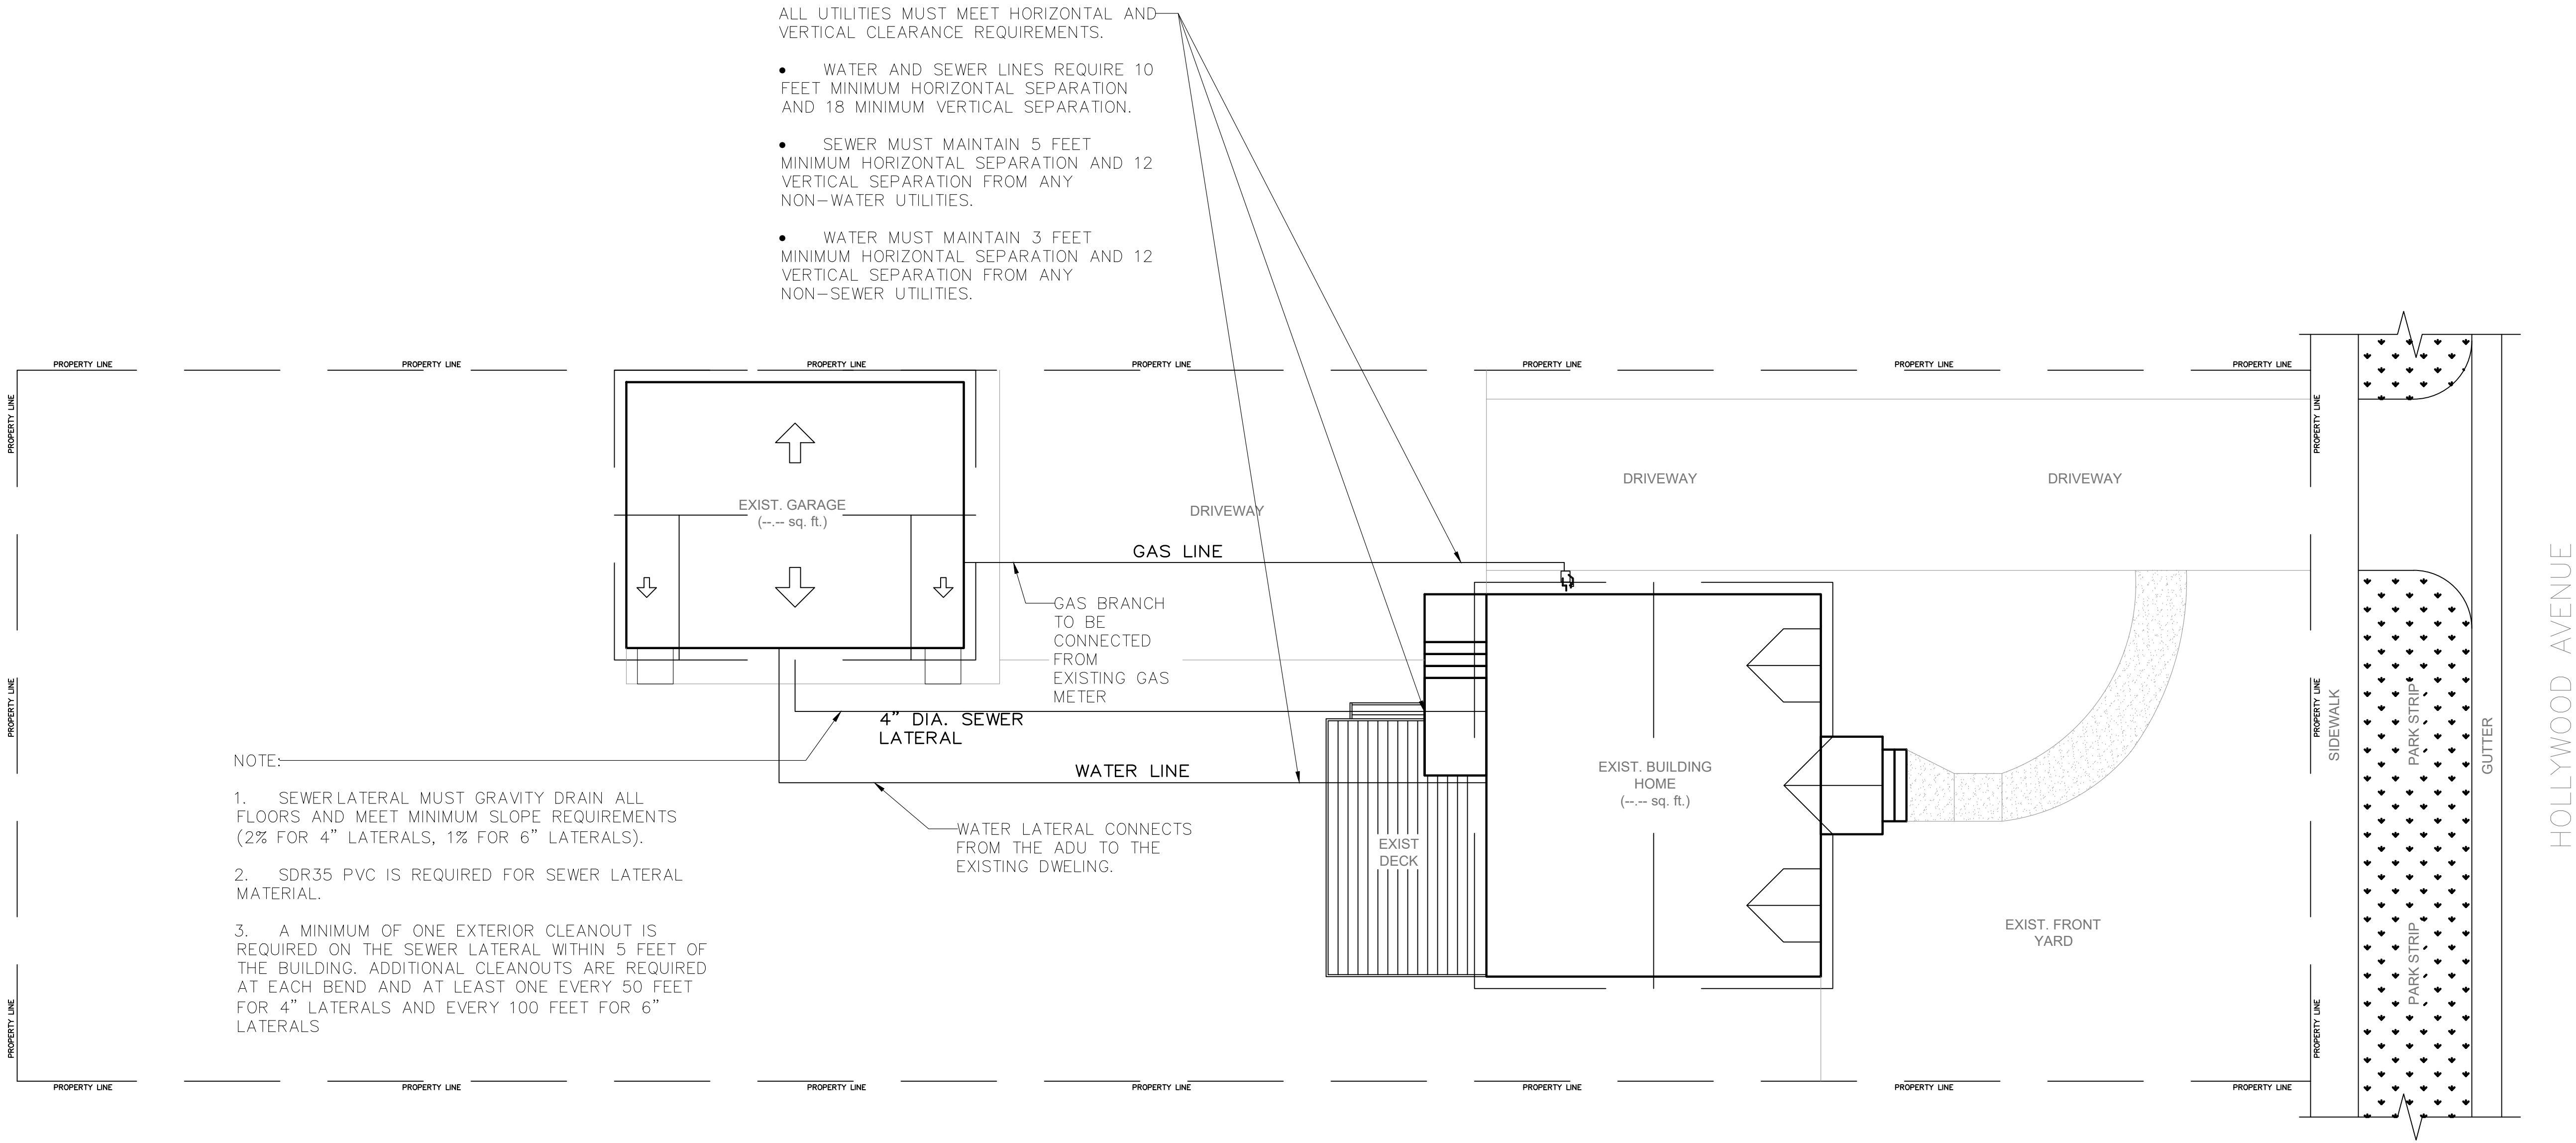 ALL UTILITIES MUST MEET HORIZONTAL AND
VERTICAL CLEARANCE REQUIREMENTS.
● WATER AND SEWER LINES REQUIRE 10
FEET MINIMUM HORIZONTAL SEPARATION
AND 18 MINIMUM VERTICAL SEPARATION.
● SEWER MUST MAINTAIN 5 FEET
MINIMUM HORIZONTAL SEPARATION AND 12
VERTICAL SEPARATION FROM ANY
NON-WATER UTILITIES.
● WATER MUST MAINTAIN 3 FEET
MINIMUM HORIZONTAL SEPARATION AND 12
VERTICAL SEPARATION FROM ANY
NON-SEWER UTILITIES.
PROPERTY LINE
PROPERTY LINE
PROPERTY LINE
PROPERTY LINE
PROPERTY LINE
PROPERTY LINE
PROPERTY LINE
PROPERTY LINE
PROPERTY LINE
PROPERTY LINE
PROPERTY LINE
PROPERTY LINE
PROPERTY LINE
EXIST. GARAGE
(--.-- sq. ft.)
DRIVEWAY
DRIVEWAY
DRIVEWAY
GAS LINE
GAS BRANCH
TO BE
CONNECTED
FROM
EXISTING GAS
METER
4" DIA. SEWER
LATERAL
WATER LINE
WATER LATERAL CONNECTS
FROM THE ADU TO THE
EXISTING DWELING.
NOTE:
1. SEWER LATERAL MUST GRAVITY DRAIN ALL
FLOORS AND MEET MINIMUM SLOPE REQUIREMENTS
(2% FOR 4" LATERALS, 1% FOR 6" LATERALS).
2. SDR35 PVC IS REQUIRED FOR SEWER LATERAL
MATERIAL.
3. A MINIMUM OF ONE EXTERIOR CLEANOUT IS
REQUIRED ON THE SEWER LATERAL WITHIN 5 FEET OF
THE BUILDING. ADDITIONAL CLEANOUTS ARE REQUIRED
AT EACH BEND AND AT LEAST ONE EVERY 50 FEET
FOR 4" LATERALS AND EVERY 100 FEET FOR 6"
LATERALS
EXIST
DECK
EXIST. BUILDING
HOME
(--.-- sq. ft.)
EXIST. FRONT
YARD
SIDEWALK
PARK STRIP
PARK STRIP
GUTTER
HOLLYWOOD AVENUE
PROPERTY LINE
PROPERTY LINE
PROPERTY LINE
PROPERTY LINE
PROPERTY LINE
PROPERTY LINE
PROPERTY LINE